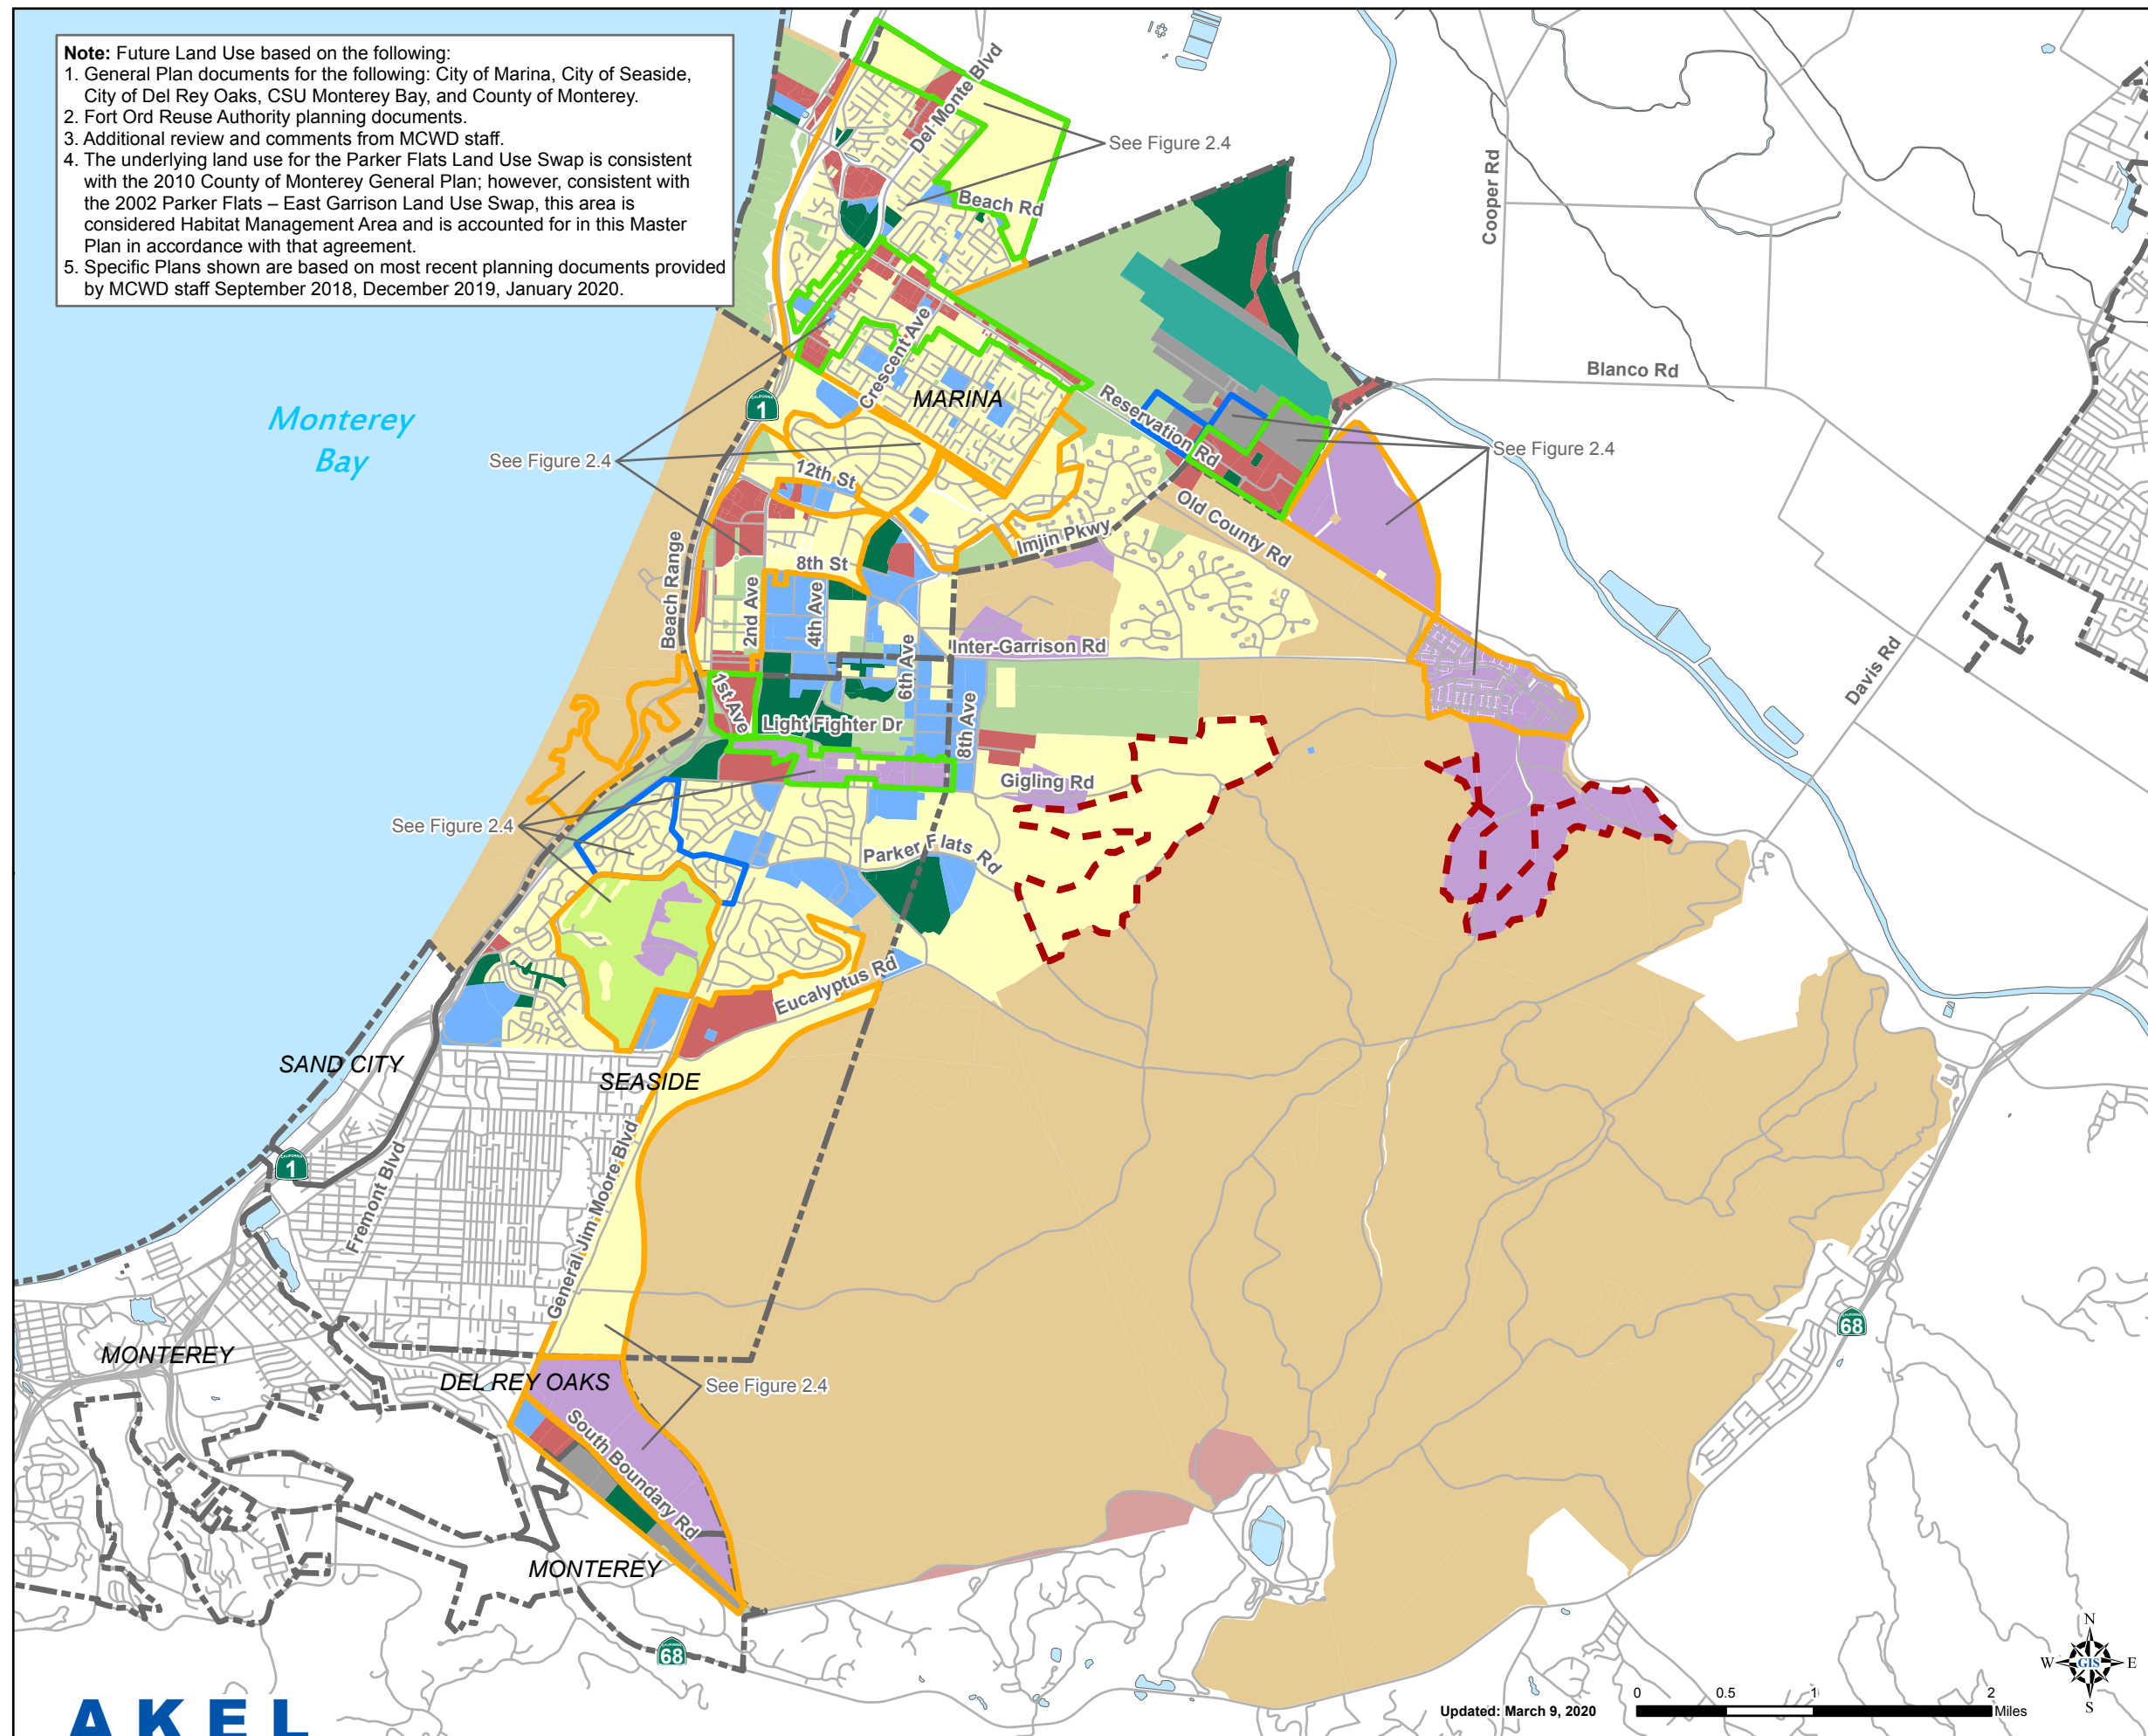 Note: Future Land Use based on the following:
1. General Plan documents for the following: City of Marina, City of Seaside,
City of Del Rey Oaks, CSU Monterey Bay, and County of Monterey.
2. Fort Ord Reuse Authority planning documents.
3. Additional review and comments from MCWD staff.
4. The underlying land use for the Parker Flats Land Use Swap is consistent
with the 2010 County of Monterey General Plan; however, consistent with
the 2002 Parker Flats – East Garrison Land Use Swap, this area is
considered Habitat Management Area and is accounted for in this Master
Plan in accordance with that agreement.
5. Specific Plans shown are based on most recent planning documents provided
by MCWD staff September 2018, December 2019, January 2020.
Del Monte Blvd
See Figure 2.4
Beach Rd
Cooper Rd
Blanco Rd
Crescent Ave
MARINA
1
Monterey
Bay
Reservation Rd
See Figure 2.4
See Figure 2.4
12th St
Old County Rd
Imjin Pkwy
8th St
Beach Range
2nd Ave
4th Ave
6th Ave
Inter-Garrison Rd
Davis Rd
1st Ave
Light Fighter Dr
8th Ave
Gigling Rd
See Figure 2.4
Parker Flats Rd
Eucalyptus Rd
SAND CITY
SEASIDE
1
Fremont Blvd
General Jim Moore Blvd
68
MONTEREY
DEL REY OAKS
See Figure 2.4
South Boundary Rd
MONTEREY
68
N
W
GIS
E
S
0
0.5
1
2
Miles
Updated: March 9, 2020
AKEL